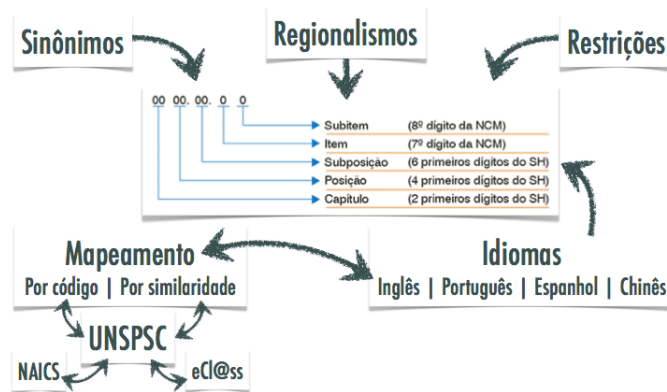 Sinônimos
Regionalismos
Restrições
00 00. 00. 0 0
Subitem (8º dígito da NCM)
Item (7º dígito da NCM)
Subposição (6 primeiros dígitos do SH)
Posição (4 primeiros dígitos do SH)
Capítulo (2 primeiros dígitos do SH)
Mapeamento
Por código | Por similaridade
Idiomas
Inglês | Português | Espanhol | Chinês
UNSPSC
NAICS
eCl@ss